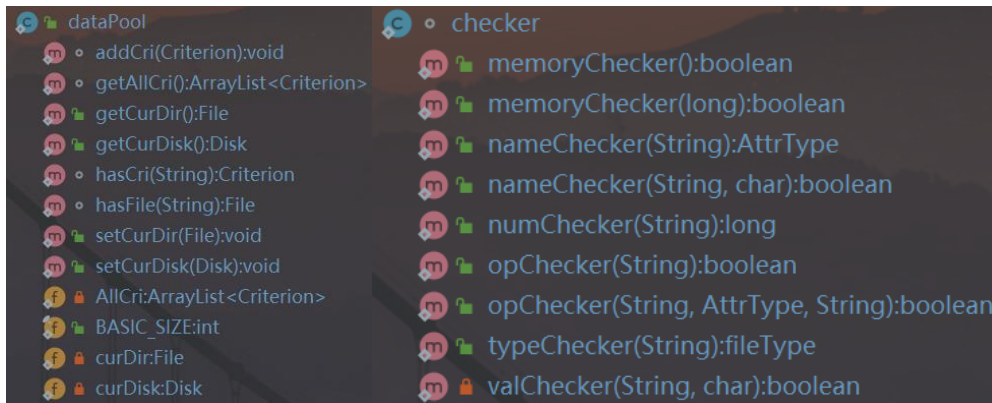 dataPool
addCri(Criterion):void
getAllCri():ArrayList<Criterion>
getCurDir():File
getCurDisk():Disk
hasCri(String):Criterion
hasFile(String):File
setCurDir(File):void
setCurDisk(Disk):void
AllCri:ArrayList<Criterion>
BASIC_SIZE:int
curDir:File
curDisk:Disk
checker
memoryChecker():boolean
memoryChecker(long):boolean
nameChecker(String):AttrType
nameChecker(String, char):boolean
numChecker(String):long
opChecker(String):boolean
opChecker(String, AttrType, String):boolean
typeChecker(String):fileType
valChecker(String, char):boolean